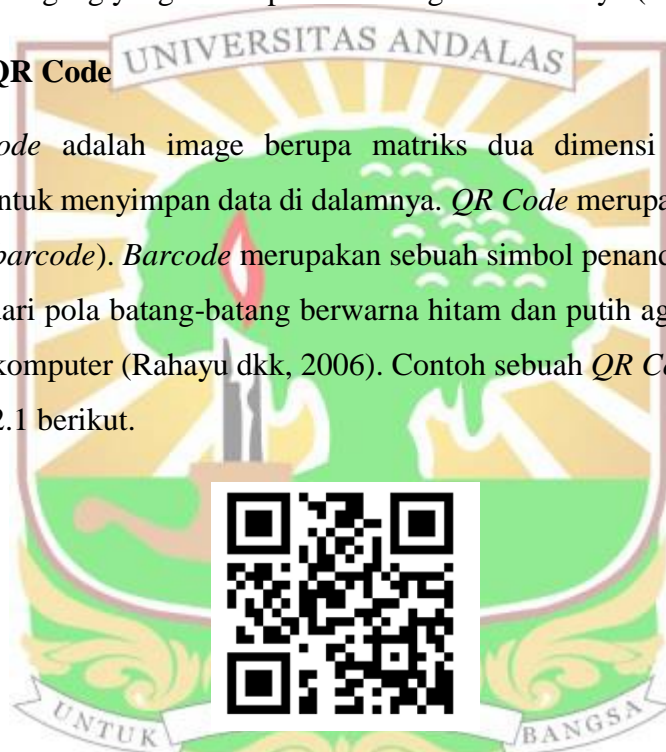 UNIVERSITAS ANDALAS
QR Code
ode adalah image berupa matriks dua dimensi
ntuk menyimpan data di dalamnya. QR Code merupa
barcode). Barcode merupakan sebuah simbol penand
dari pola batang-batang berwarna hitam dan putih ag
komputer (Rahayu dkk, 2006). Contoh sebuah QR Co
2.1 berikut.
UNTUK BANGSA